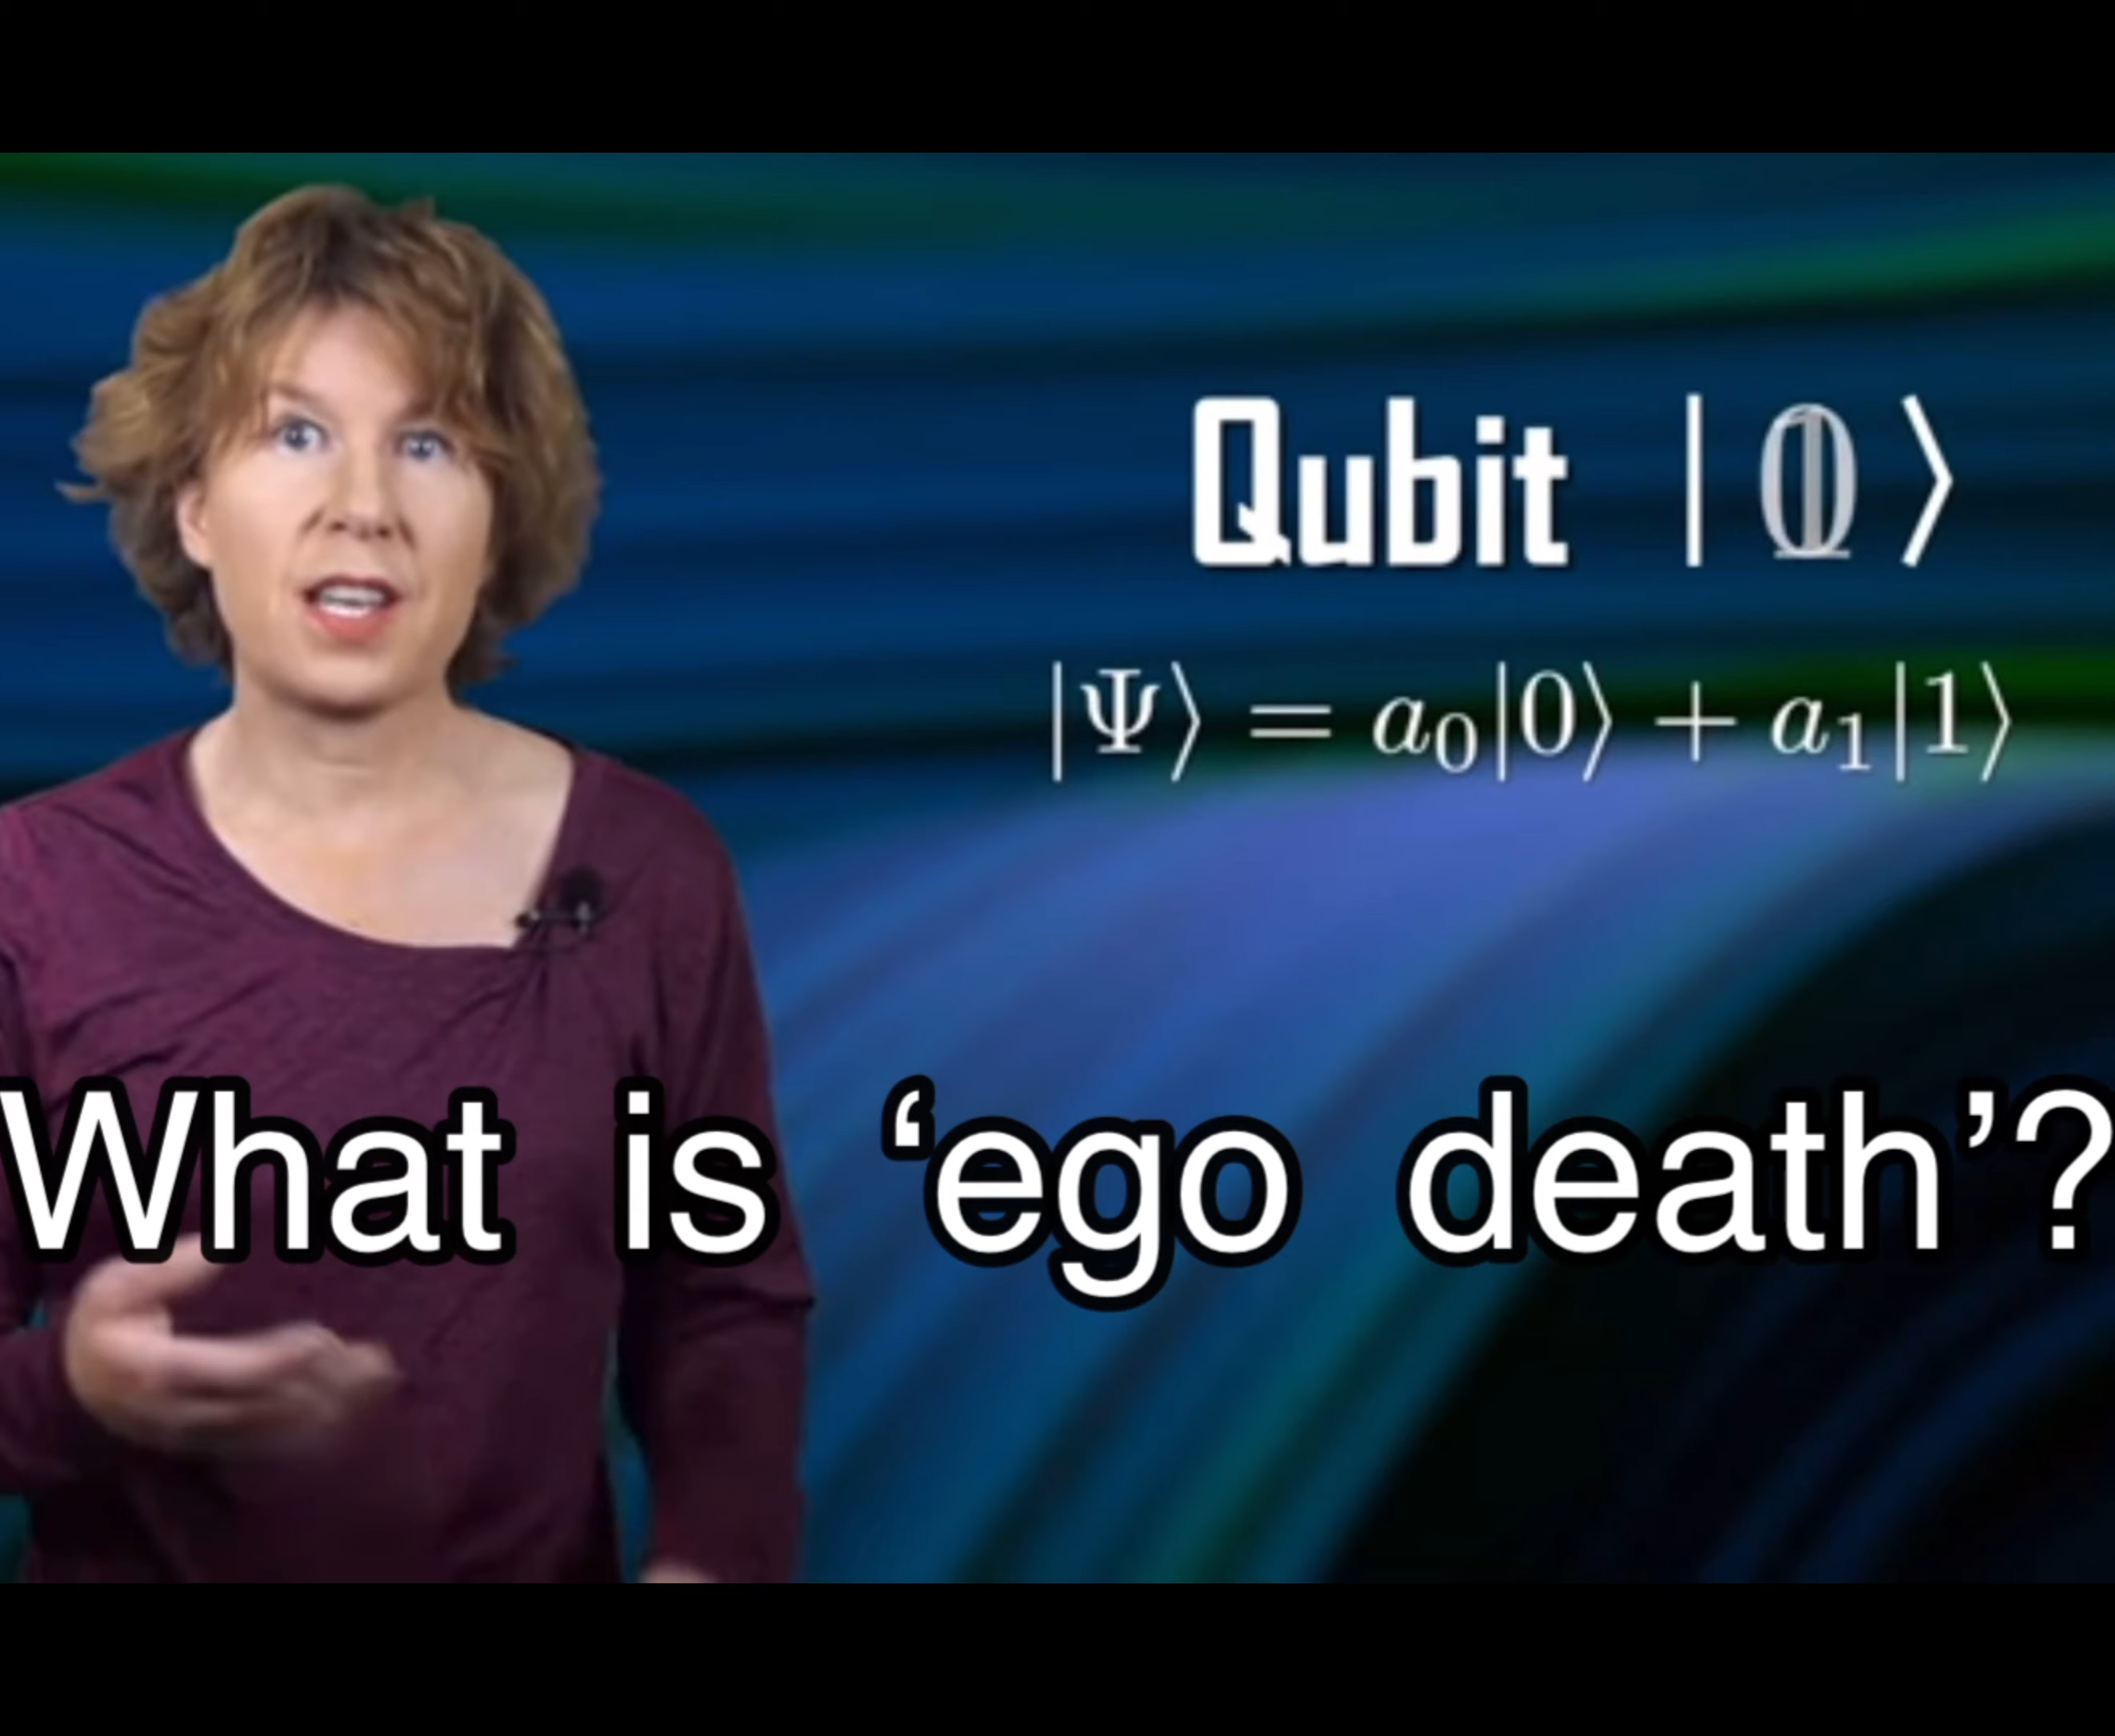 Qubit |0⟩
|Ψ⟩ = a₀|0⟩ + a₁|1⟩
What is ‘ego death’?